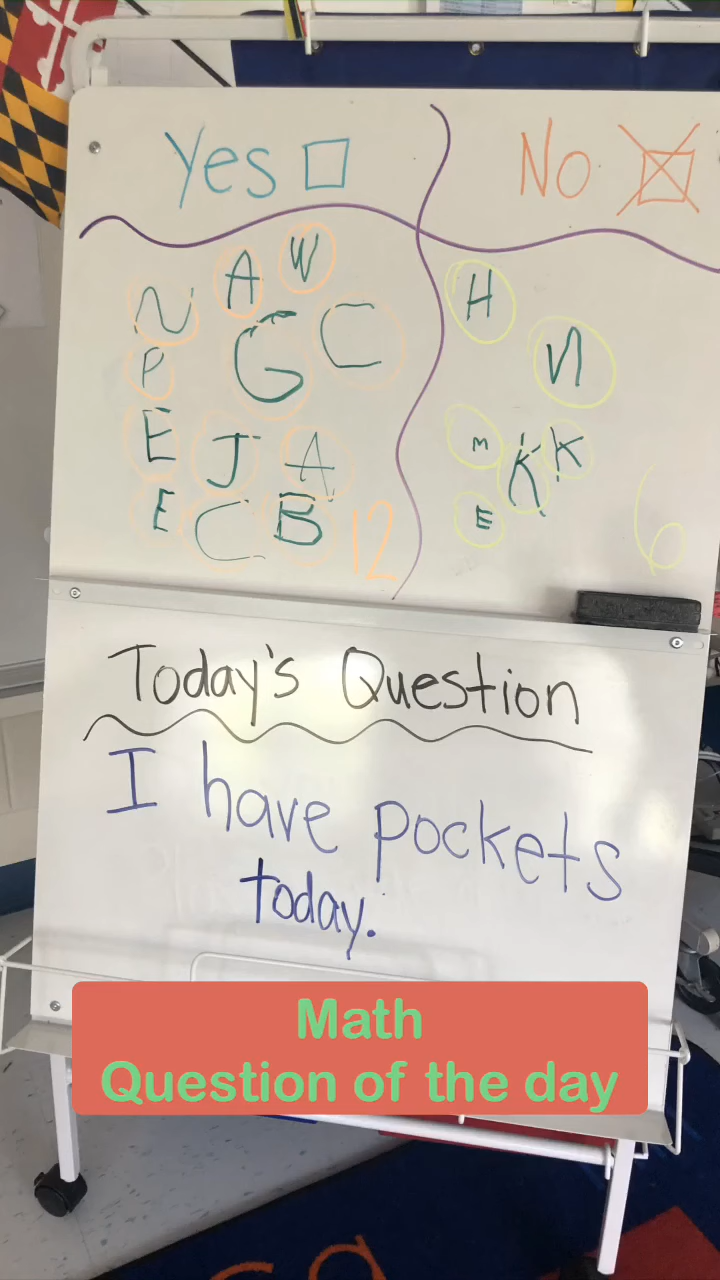 Yes No
A W
N
G C
P
E J A
E C B 12
H
N
M K K
E
6
Today's Question
I have pockets
today.
Math
Question of the day